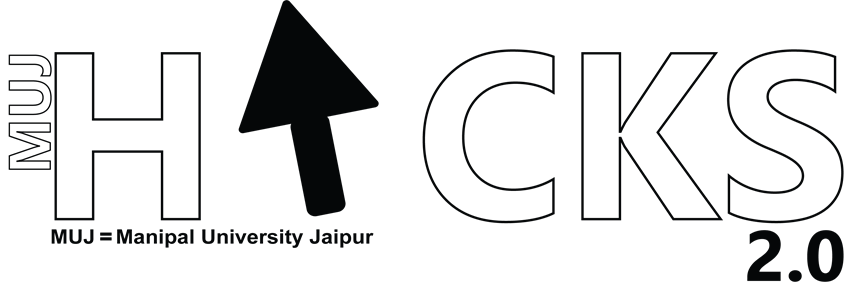 MUJ
H CKS
MUJ = Manipal University Jaipur
2.0